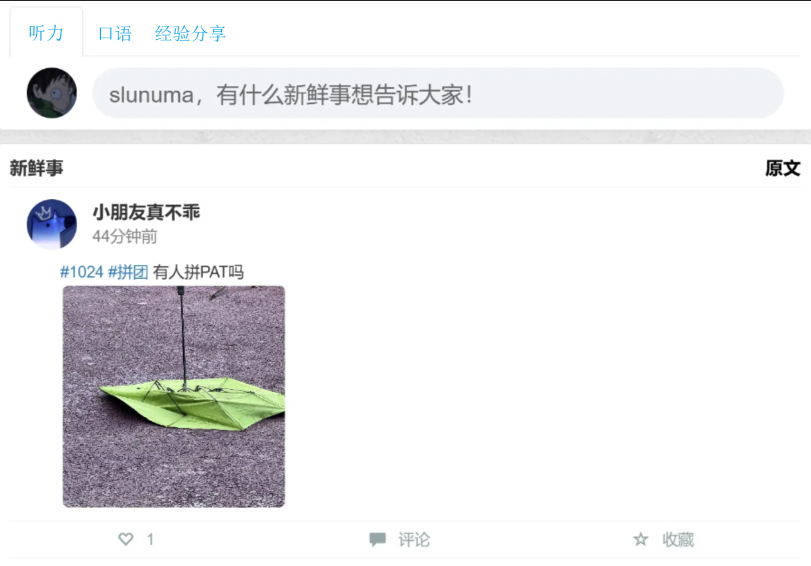 听力 口语 经验分享
slunuma，有什么新鲜事想告诉大家！
新鲜事 原文
小朋友真不乖
44分钟前
#1024 #拼团 有人拼PAT吗
1 评论 收藏